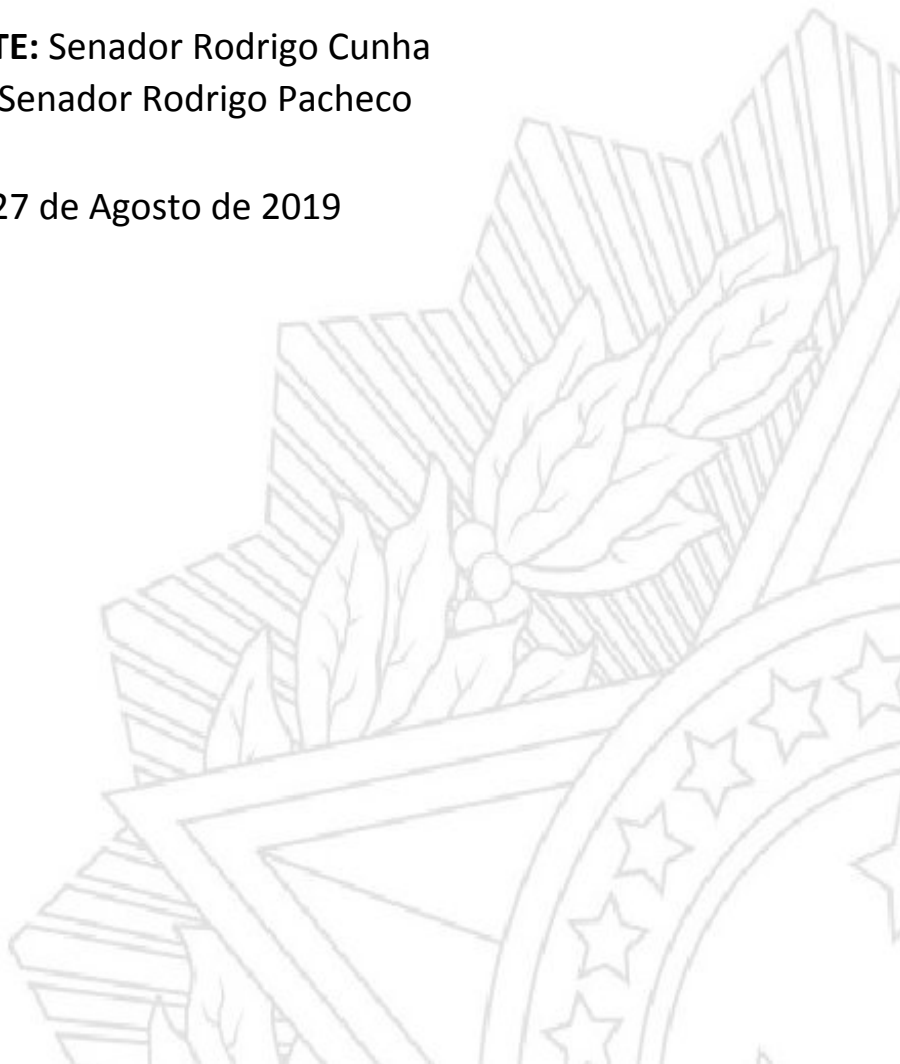 TE: Senador Rodrigo Cunha
Senador Rodrigo Pacheco
27 de Agosto de 2019